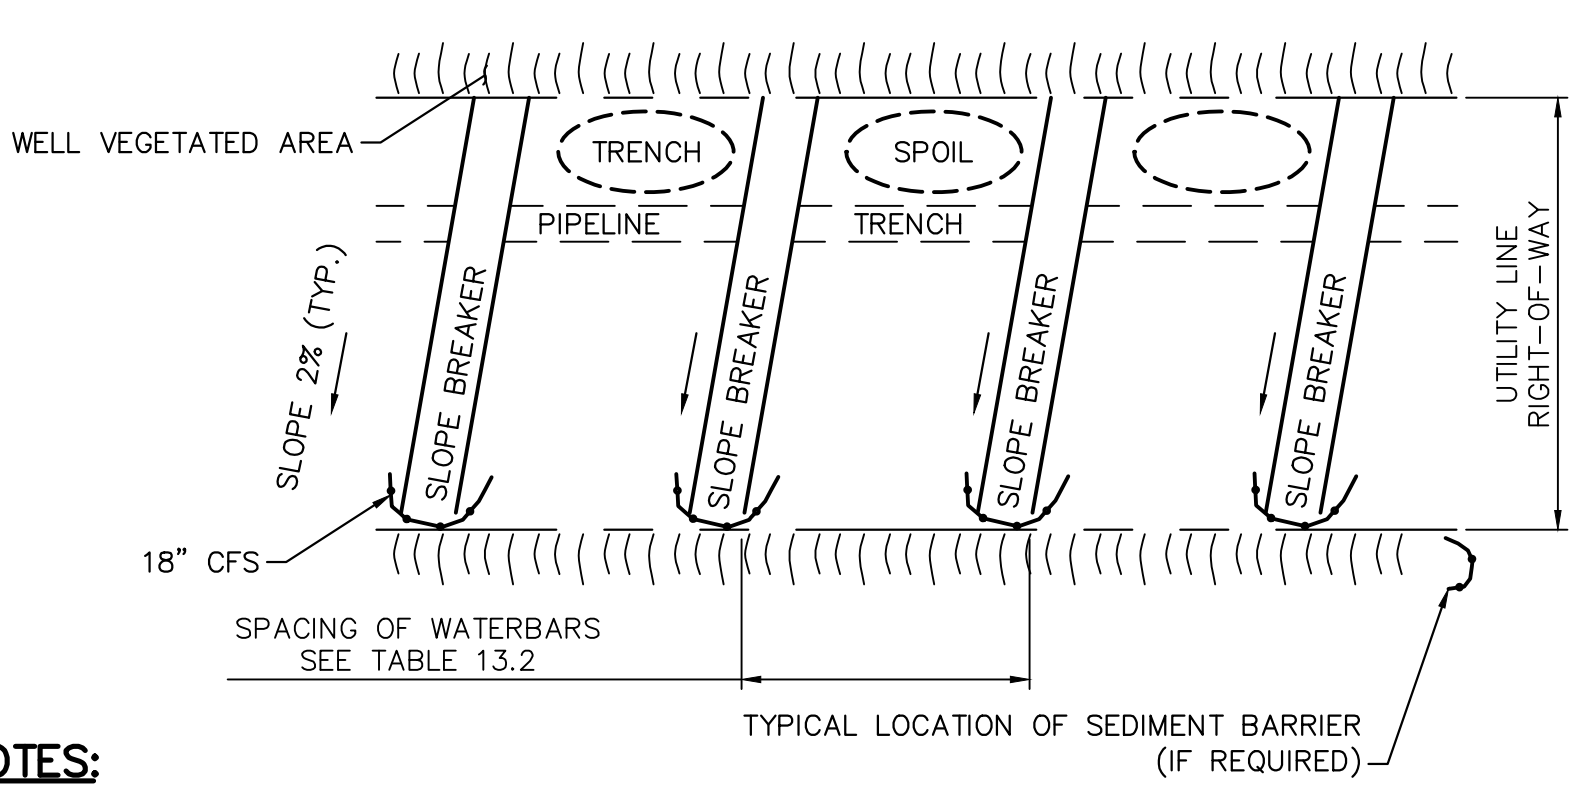 WELL VEGETATED AREA
TRENCH
SPOIL
PIPELINE
TRENCH
SLOPE 2% (TYP.)
SLOPE BREAKER
SLOPE BREAKER
SLOPE BREAKER
SLOPE BREAKER
UTILITY LINE
RIGHT-OF-WAY
18" CFS
SPACING OF WATERBARS
SEE TABLE 13.2
TYPICAL LOCATION OF SEDIMENT BARRIER
(IF REQUIRED)
OTES: